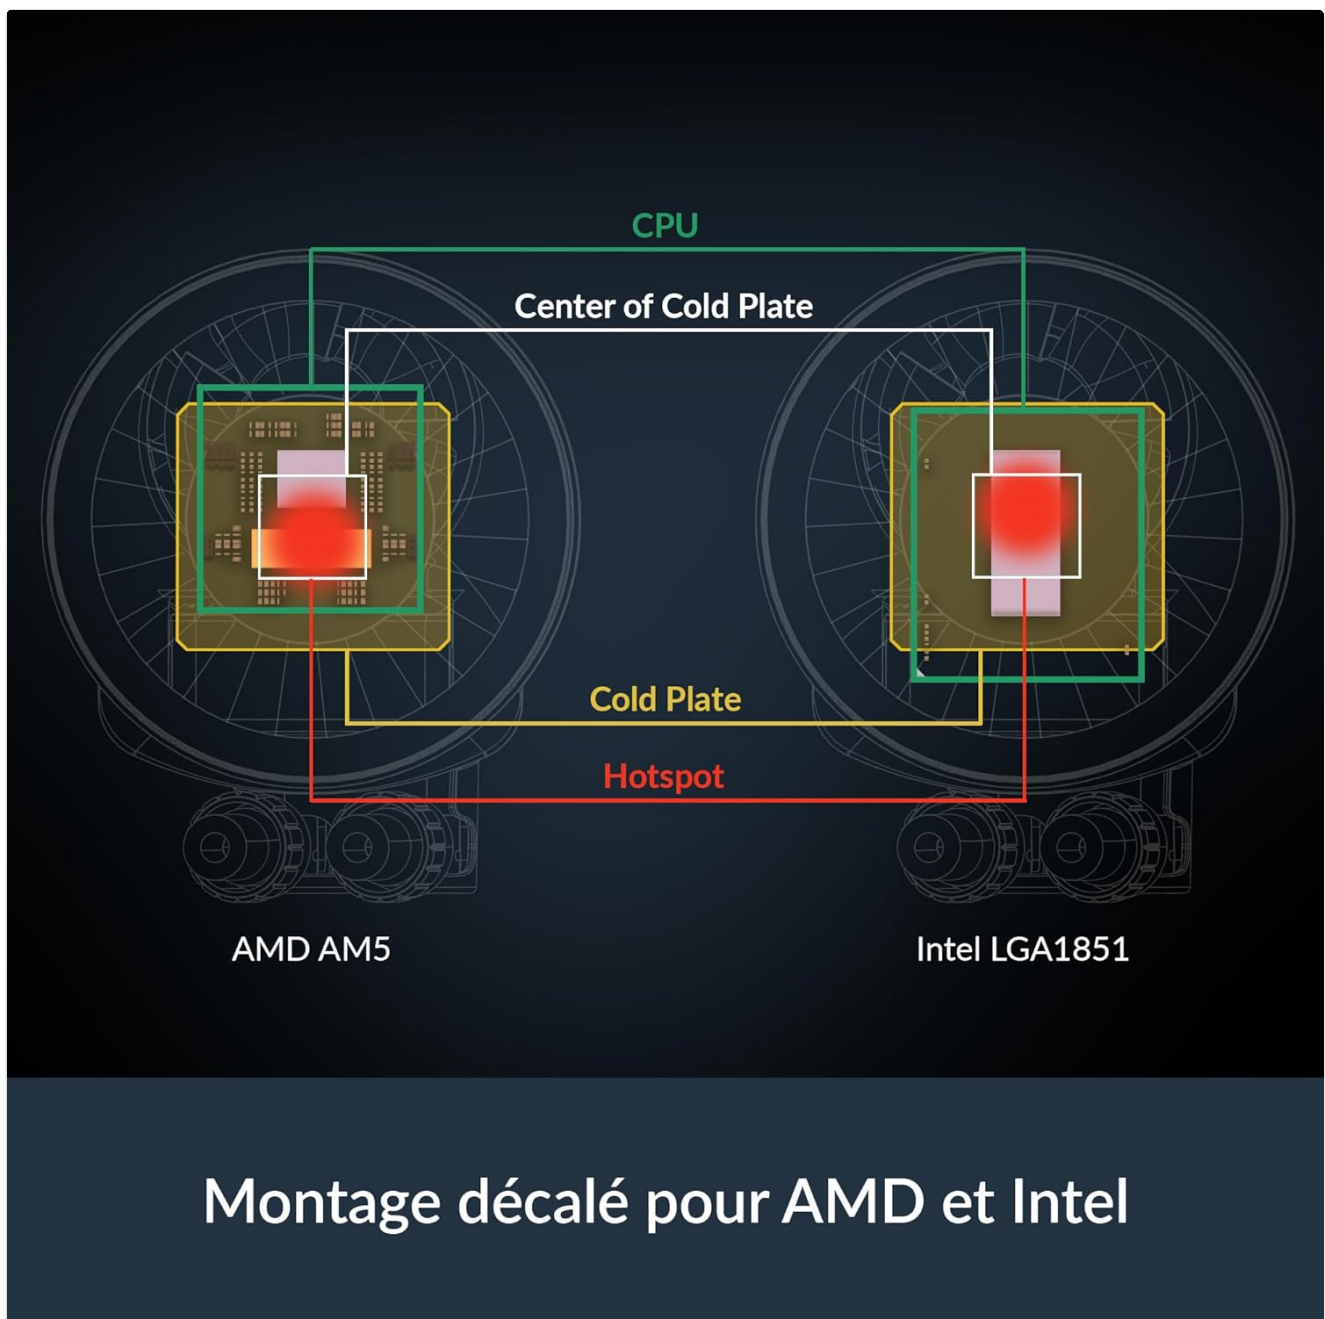 CPU
Center of Cold Plate
Cold Plate
Hotspot
AMD AM5
Intel LGA1851
Montage décalé pour AMD et Intel